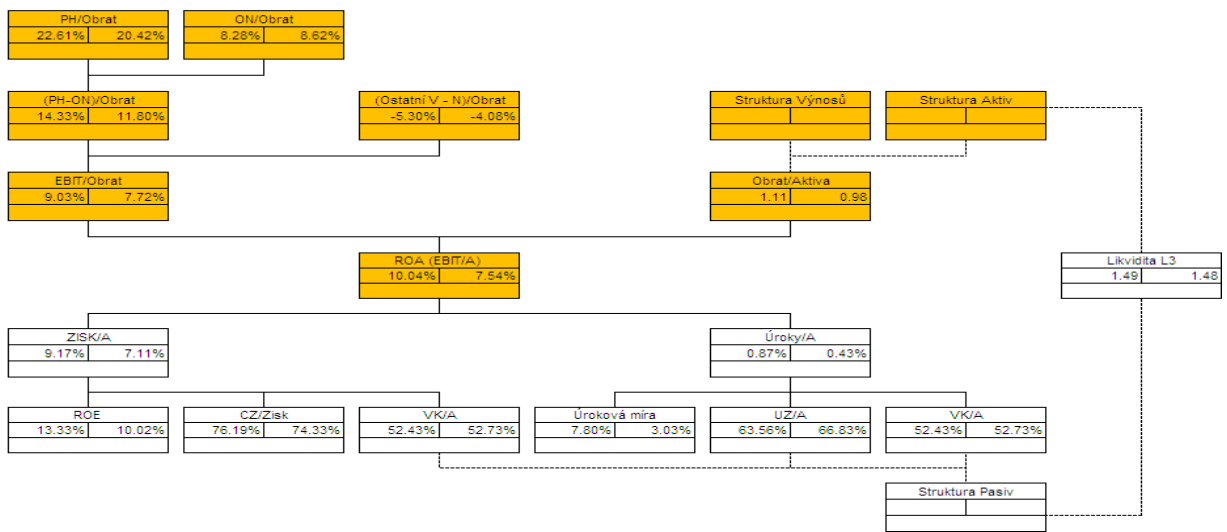 PH/Obrat
22.61% 20.42%
ON/Obrat
8.28% 8.62%
(PH-ON)/Obrat
14.33% 11.80%
(Ostatní V - N)/Obrat
-5.30% -4.08%
Struktura Výnosů
Struktura Aktiv
EBIT/Obrat
9.03% 7.72%
Obrat/Aktiva
1.11 0.98
ROA (EBIT/A)
10.04% 7.54%
Likvidita L3
1.49 1.48
ZISK/A
9.17% 7.11%
Úroky/A
0.87% 0.43%
ROE
13.33% 10.02%
CZ/Zisk
76.19% 74.33%
VK/A
52.43% 52.73%
Úroková míra
7.80% 3.03%
UZ/A
63.56% 66.83%
VK/A
52.43% 52.73%
Struktura Pasiv